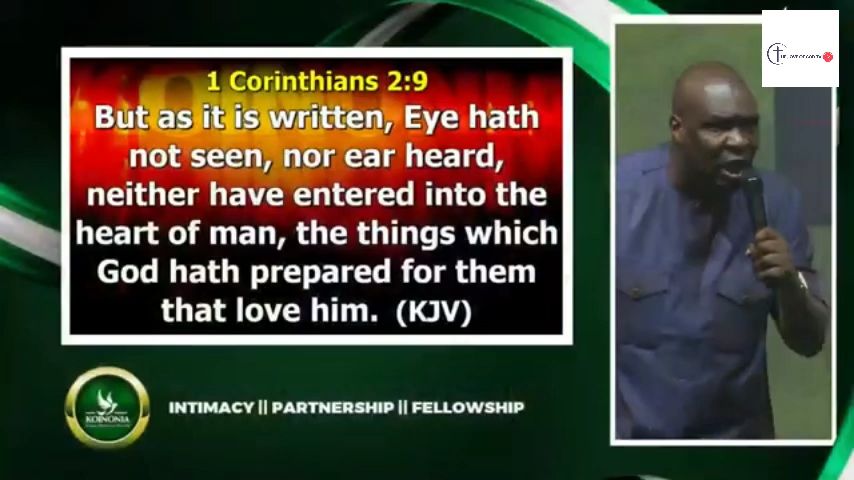 1 Corinthians 2:9
But as it is written, Eye hath
not seen, nor ear heard,
neither have entered into the
heart of man, the things which
God hath prepared for them
that love him. (KJV)
KOINONIA
INTIMACY || PARTNERSHIP || FELLOWSHIP